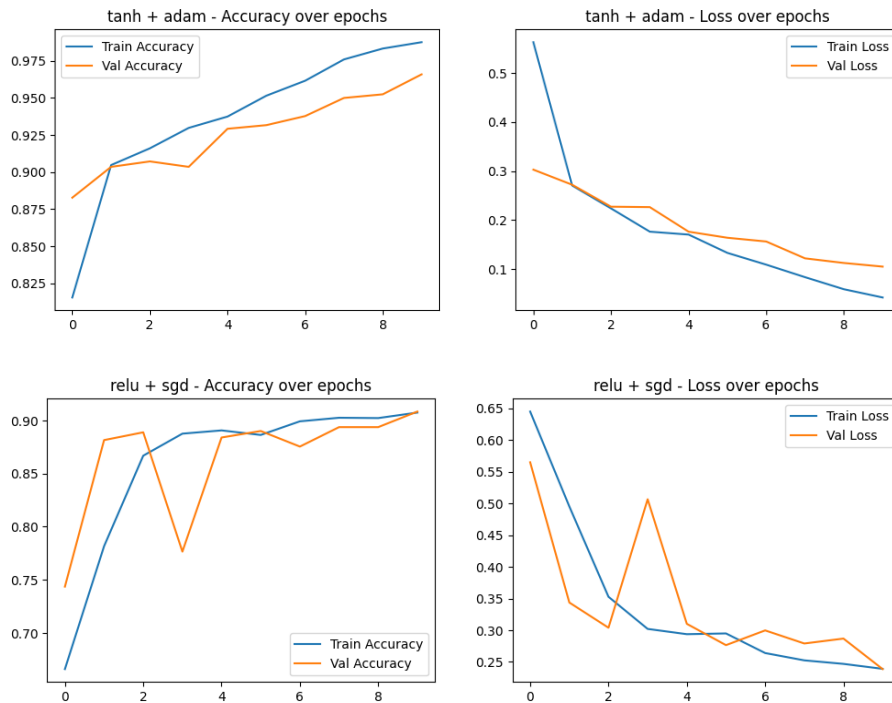 tanh + adam - Accuracy over epochs
Train Accuracy
Val Accuracy
0.975
0.950
0.925
0.900
0.875
0.850
0.825
0 2 4 6 8
tanh + adam - Loss over epochs
Train Loss
Val Loss
0.5
0.4
0.3
0.2
0.1
0 2 4 6 8
relu + sgd - Accuracy over epochs
0.90
0.85
0.80
0.75
0.70
Train Accuracy
Val Accuracy
0 2 4 6 8
relu + sgd - Loss over epochs
Train Loss
Val Loss
0.65
0.60
0.55
0.50
0.45
0.40
0.35
0.30
0.25
0 2 4 6 8